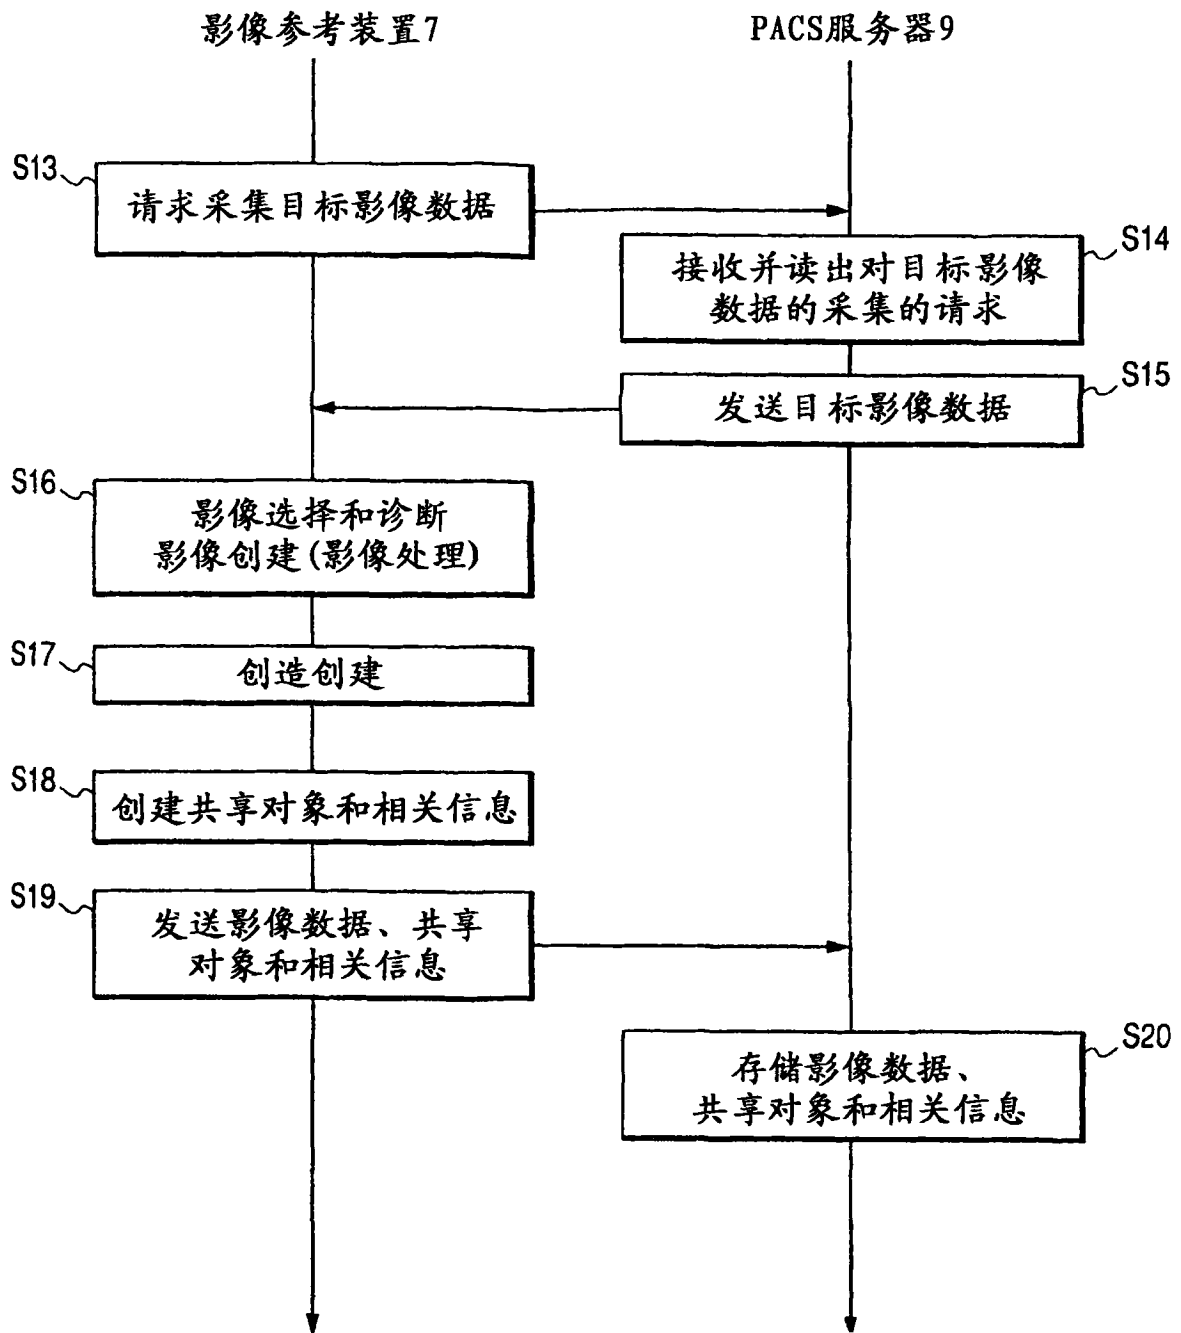 影像参考装置7
PACS服务器9
S13
请求采集目标影像数据
S14
接收并读出对目标影像
数据的采集的请求
S15
发送目标影像数据
S16
影像选择和诊断
影像创建(影像处理)
S17
创造创建
S18
创建共享对象和相关信息
S19
发送影像数据、共享
对象和相关信息
S20
存储影像数据、
共享对象和相关信息